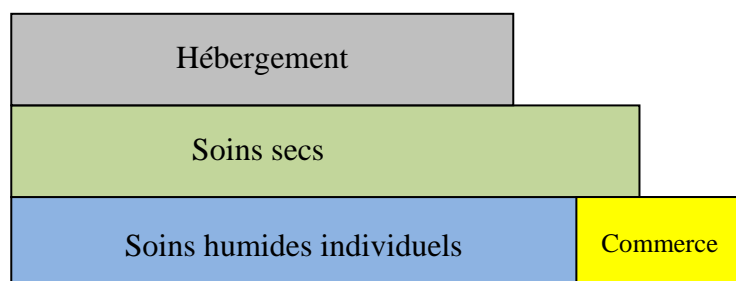 Hébergement
Soins secs
Soins humides individuels
Commerce